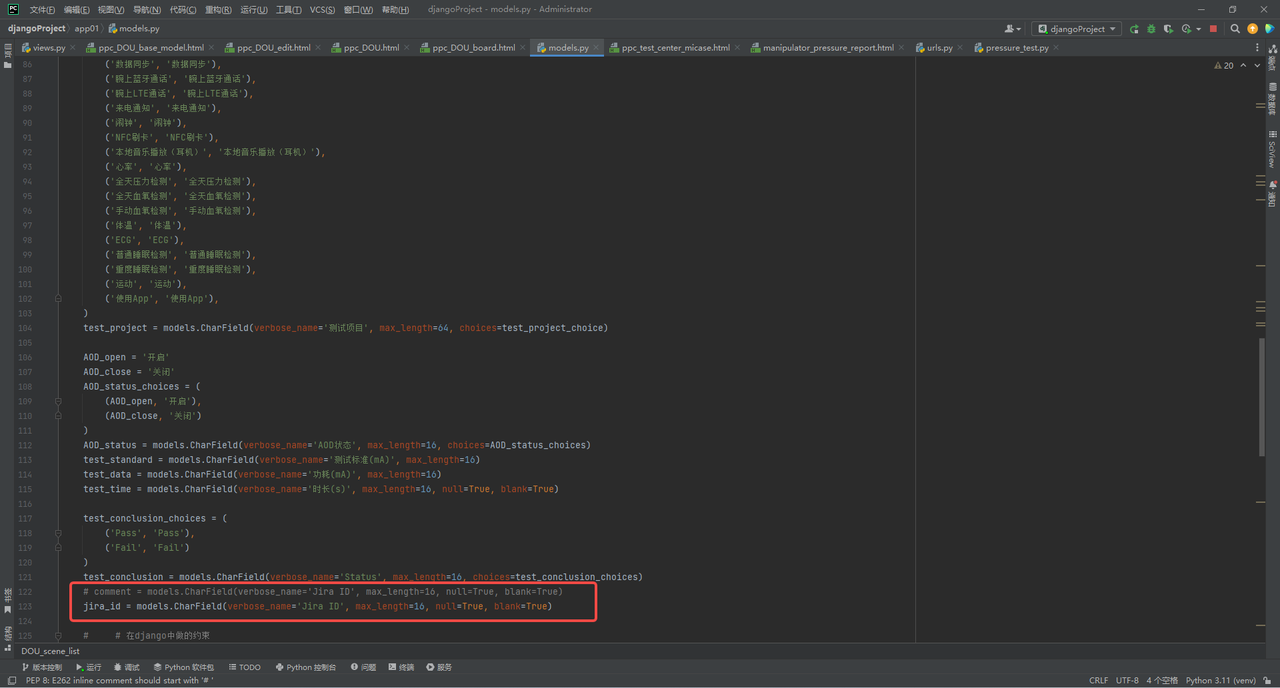 PC 文件(F) 编辑(E) 视图(V) 导航(N) 代码(C) 重构(R) 运行(U) 工具(T) VCS(S) 窗口(W) 帮助(H) djangoProject - models.py - Administrator
djangoProject app01 models.py djangoProject
views.py ppc_DOU_base_model.html ppc_DOU_edit.html ppc_DOU.html ppc_DOU_board.html models.py ppc_test_center_micase.html manipulator_pressure_report.html urls.py pressure_test.py
20
86 ('数据同步', '数据同步'),
87 ('腕上蓝牙通话', '腕上蓝牙通话'),
88 ('腕上LTE通话', '腕上LTE通话'),
89 ('来电通知', '来电通知'),
90 ('闹钟', '闹钟'),
91 ('NFC刷卡', 'NFC刷卡'),
92 ('本地音乐播放（耳机）', '本地音乐播放（耳机）'),
93 ('心率', '心率'),
94 ('全天压力检测', '全天压力检测'),
95 ('全天血氧检测', '全天血氧检测'),
96 ('手动血氧检测', '手动血氧检测'),
97 ('体温', '体温'),
98 ('ECG', 'ECG'),
99 ('普通睡眠检测', '普通睡眠检测'),
100 ('重度睡眠检测', '重度睡眠检测'),
101 ('运动', '运动'),
102 ('使用App', '使用App'),
103 )
104 test_project = models.CharField(verbose_name='测试项目', max_length=64, choices=test_project_choice)
105
106 AOD_open = '开启'
107 AOD_close = '关闭'
108 AOD_status_choices = (
109 (AOD_open, '开启'),
110 (AOD_close, '关闭')
111 )
112 AOD_status = models.CharField(verbose_name='AOD状态', max_length=16, choices=AOD_status_choices)
113 test_standard = models.CharField(verbose_name='测试标准(mA)', max_length=16)
114 test_data = models.CharField(verbose_name='功耗(mA)', max_length=16)
115 test_time = models.CharField(verbose_name='时长(s)', max_length=16, null=True, blank=True)
116
117 test_conclusion_choices = (
118 ('Pass', 'Pass'),
119 ('Fail', 'Fail')
120 )
121 test_conclusion = models.CharField(verbose_name='Status', max_length=16, choices=test_conclusion_choices)
122 # comment = models.CharField(verbose_name='Jira ID', max_length=16, null=True, blank=True)
123 jira_id = models.CharField(verbose_name='Jira ID', max_length=16, null=True, blank=True)
124
125 # # 在django中做的约束
项目
书签
结构
数据库
SciView
通知
DOU_scene_list
版本控制 运行 调试 Python 软件包 TODO Python 控制台 问题 终端 服务
PEP 8: E262 inline comment should start with '# ' CRLF UTF-8 4 个空格 Python 3.11 (venv)